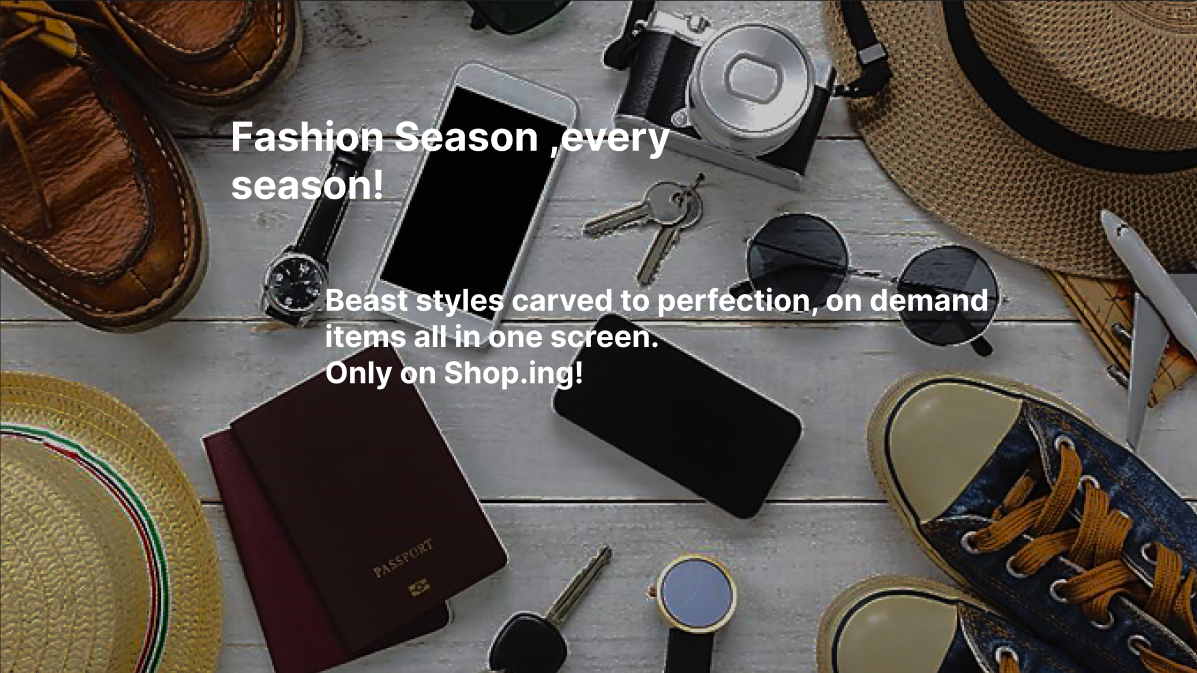 Fashion Season ,every
season!
Beast styles carved to perfection, on demand
items all in one screen.
Only on Shop.ing!
PASSPORT